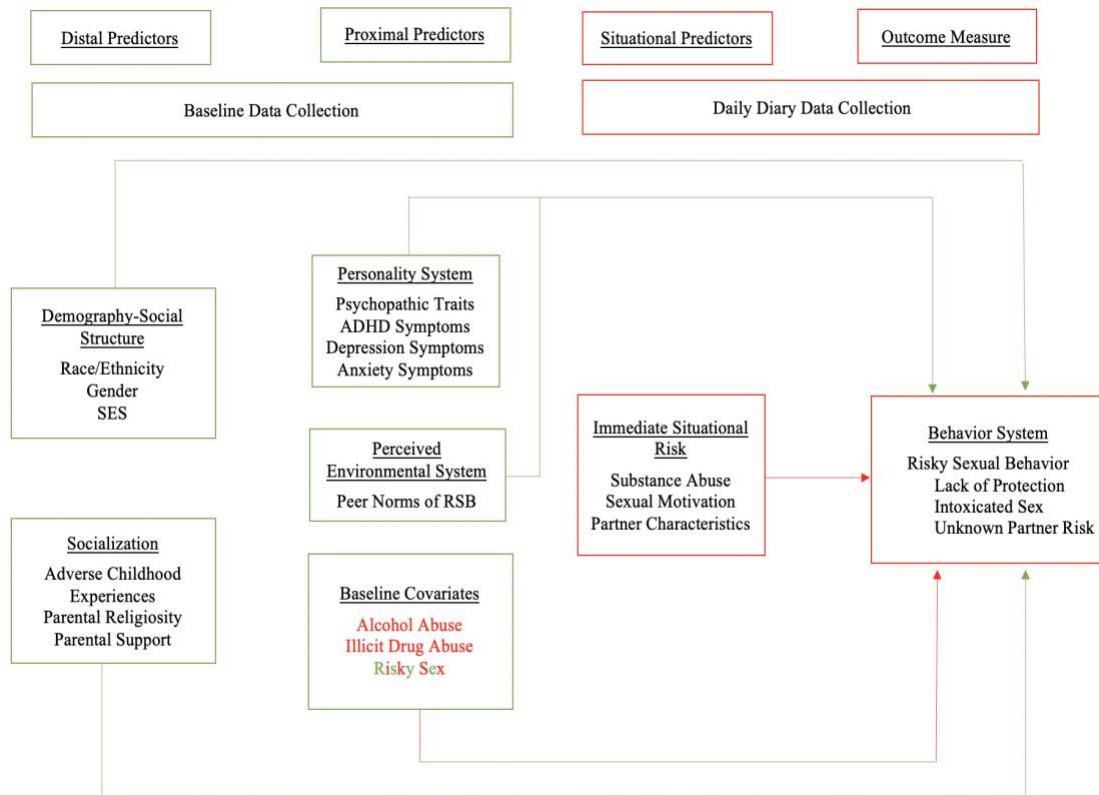 Distal Predictors
Proximal Predictors
Situational Predictors
Outcome Measure
Baseline Data Collection
Daily Diary Data Collection
Demography-Social
Structure
Race/Ethnicity
Gender
SES
Socialization
Adverse Childhood
Experiences
Parental Religiosity
Parental Support
Personality System
Psychopathic Traits
ADHD Symptoms
Depression Symptoms
Anxiety Symptoms
Perceived
Environmental System
Peer Norms of RSB
Baseline Covariates
Alcohol Abuse
Illicit Drug Abuse
Risky Sex
Immediate Situational
Risk
Substance Abuse
Sexual Motivation
Partner Characteristics
Behavior System
Risky Sexual Behavior
Lack of Protection
Intoxicated Sex
Unknown Partner Risk